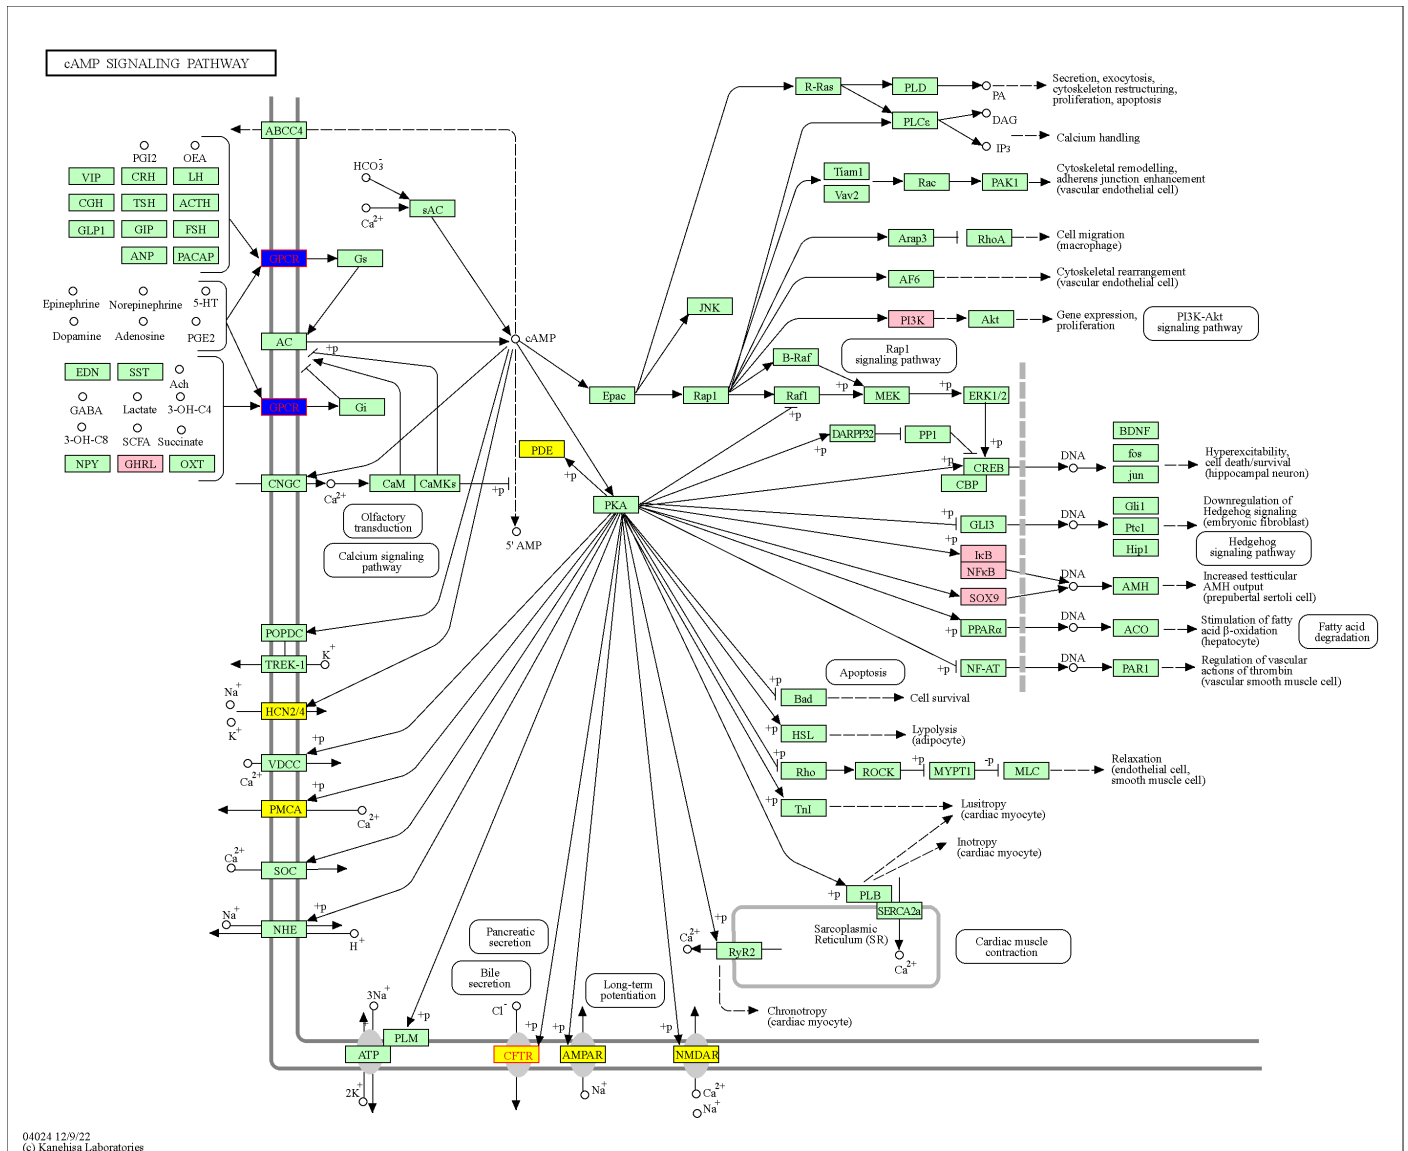 cAMP SIGNALING PATHWAY
ABCC4
PGI2
OEA
VIP
CRH
LH
CGH
TSH
ACTH
GLP1
GIP
FSH
ANP
PACAP
GPCR
Gs
HCO3-
Ca2+
sAC
Epinephrine
Norepinephrine
5-HT
Dopamine
Adenosine
PGE2
AC
+p
cAMP
EDN
SST
Ach
GABA
Lactate
3-OH-C4
3-OH-C8
SCFA
Succinate
NPY
GHRL
OXT
GPCR
Gi
CNGC
Ca2+
CaM
CaMKs
+p
Olfactory
transduction
Calcium signaling
pathway
5' AMP
PDE
+p
PKA
Epac
JNK
Rap1
R-Ras
PLD
PA
Secretion, exocytosis,
cytoskeleton restructuring,
proliferation, apoptosis
PLCε
DAG
IP3
Calcium handling
Tiam1
Vav2
Rac
PAK1
Cytoskeletal remodelling,
adherens junction enhancement
(vascular endothelial cell)
Arap3
RhoA
Cell migration
(macrophage)
AF6
Cytoskeletal rearrangement
(vascular endothelial cell)
PI3K
Akt
Gene expression,
proliferation
PI3K-Akt
signaling pathway
Rap1
signaling pathway
B-Raf
Raf1
+p
MEK
+p
ERK1/2
+p
+p
DARPP32
+p
PP1
+p
CREB
CBP
DNA
BDNF
fos
jun
Hyperexcitability,
cell death/survival
(hippocampal neuron)
+p
GLI3
DNA
Gli1
Ptc1
Hip1
Downregulation of
Hedgehog signaling
(embryonic fibroblast)
Hedgehog
signaling pathway
+p
IκB
NFκB
+p
SOX9
DNA
AMH
Increased testticular
AMH output
(prepubertal sertoli cell)
+p
PPARα
DNA
ACO
Stimulation of fatty
acid β-oxidation
(hepatocyte)
Fatty acid
degradation
+p
NF-AT
DNA
PAR1
Regulation of vascular
actions of thrombin
(vascular smooth muscle cell)
Apoptosis
+p
Bad
Cell survival
+p
HSL
Lypolysis
(adipocyte)
+p
Rho
ROCK
+p
MYPT1
-p
MLC
Relaxation
(endothelial cell,
smooth muscle cell)
+p
TnI
Lusitropy
(cardiac myocyte)
Inotropy
(cardiac myocyte)
+p
PLB
SERCA2a
Sarcoplasmic
Reticulum (SR)
Ca2+
Cardiac muscle
contraction
+p
Ca2+
RyR2
Chronotropy
(cardiac myocyte)
POPDC
TREK-1
K+
Na+
HCN2/4
K+
+p
VDCC
Ca2+
+p
PMCA
Ca2+
Ca2+
SOC
+p
Na+
NHE
H+
Pancreatic
secretion
Bile
secretion
Long-term
potentiation
3Na+
+p
PLM
ATP
2K+
Cl-
+p
CFTR
+p
AMPAR
Na+
+p
NMDAR
Ca2+
Na+
04024 12/9/22
(c) Kanehisa Laboratories